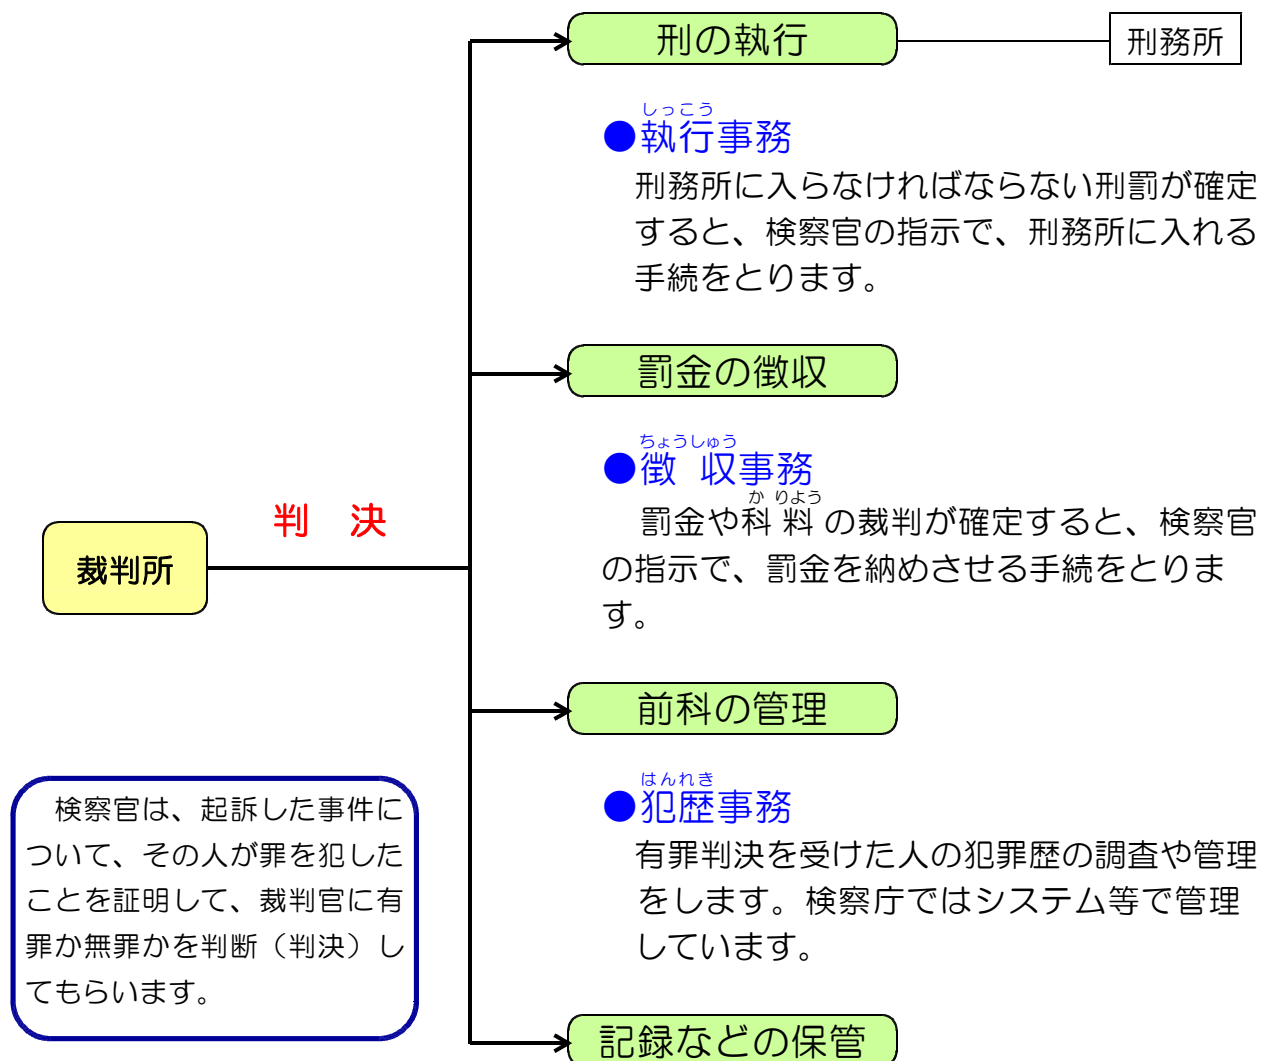 刑の執行
刑務所
しっこう
●執行事務
刑務所に入らなければならない刑罰が確定
すると、検察官の指示で、刑務所に入れる
手続をとります。
罰金の徴収
ちょうしゅう
●徴収事務
かりよう
罰金や科料の裁判が確定すると、検察官
の指示で、罰金を納めさせる手続をとりま
す。
判決
裁判所
前科の管理
はんれき
●犯歴事務
有罪判決を受けた人の犯罪歴の調査や管理
をします。検察庁ではシステム等で管理
しています。
検察官は、起訴した事件に
ついて、その人が罪を犯した
ことを証明して、裁判官に有
罪か無罪かを判断（判決）し
てもらいます。
記録などの保管